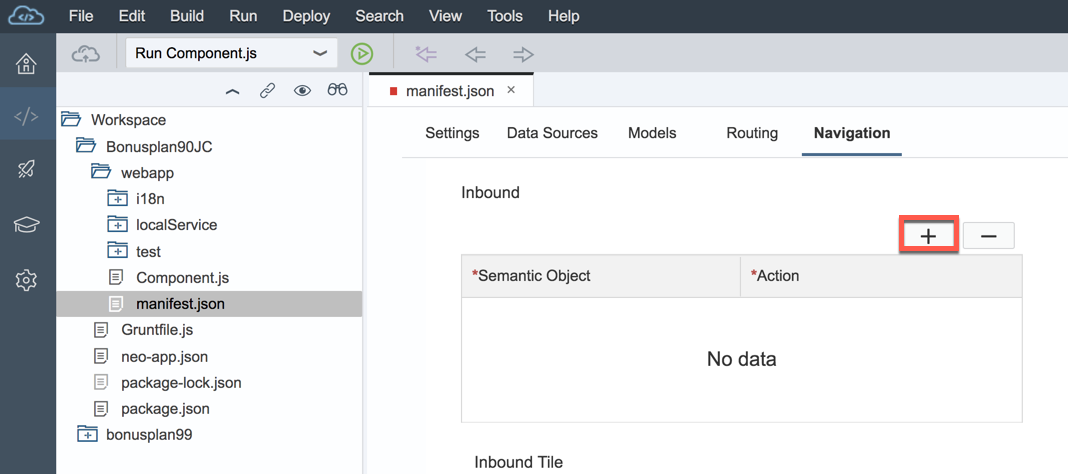 File Edit Build Run Deploy Search View Tools Help
Run Component.js
manifest.json ×
Workspace
Bonusplan90JC
webapp
i18n
localService
test
Component.js
manifest.json
Gruntfile.js
neo-app.json
package-lock.json
package.json
bonusplan99
Settings Data Sources Models Routing Navigation
Inbound
+ −
*Semantic Object *Action
No data
Inbound Tile